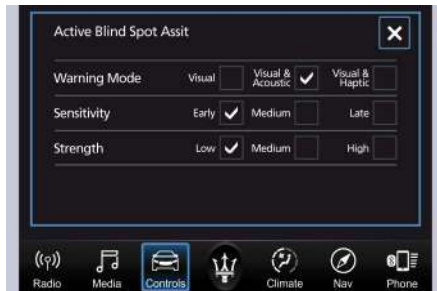 Active Blind Spot Assit
Warning Mode Visual Visual & Acoustic Visual & Haptic
Sensitivity Early Medium Late
Strength Low Medium High
Radio Media Controls Climate Nav Phone